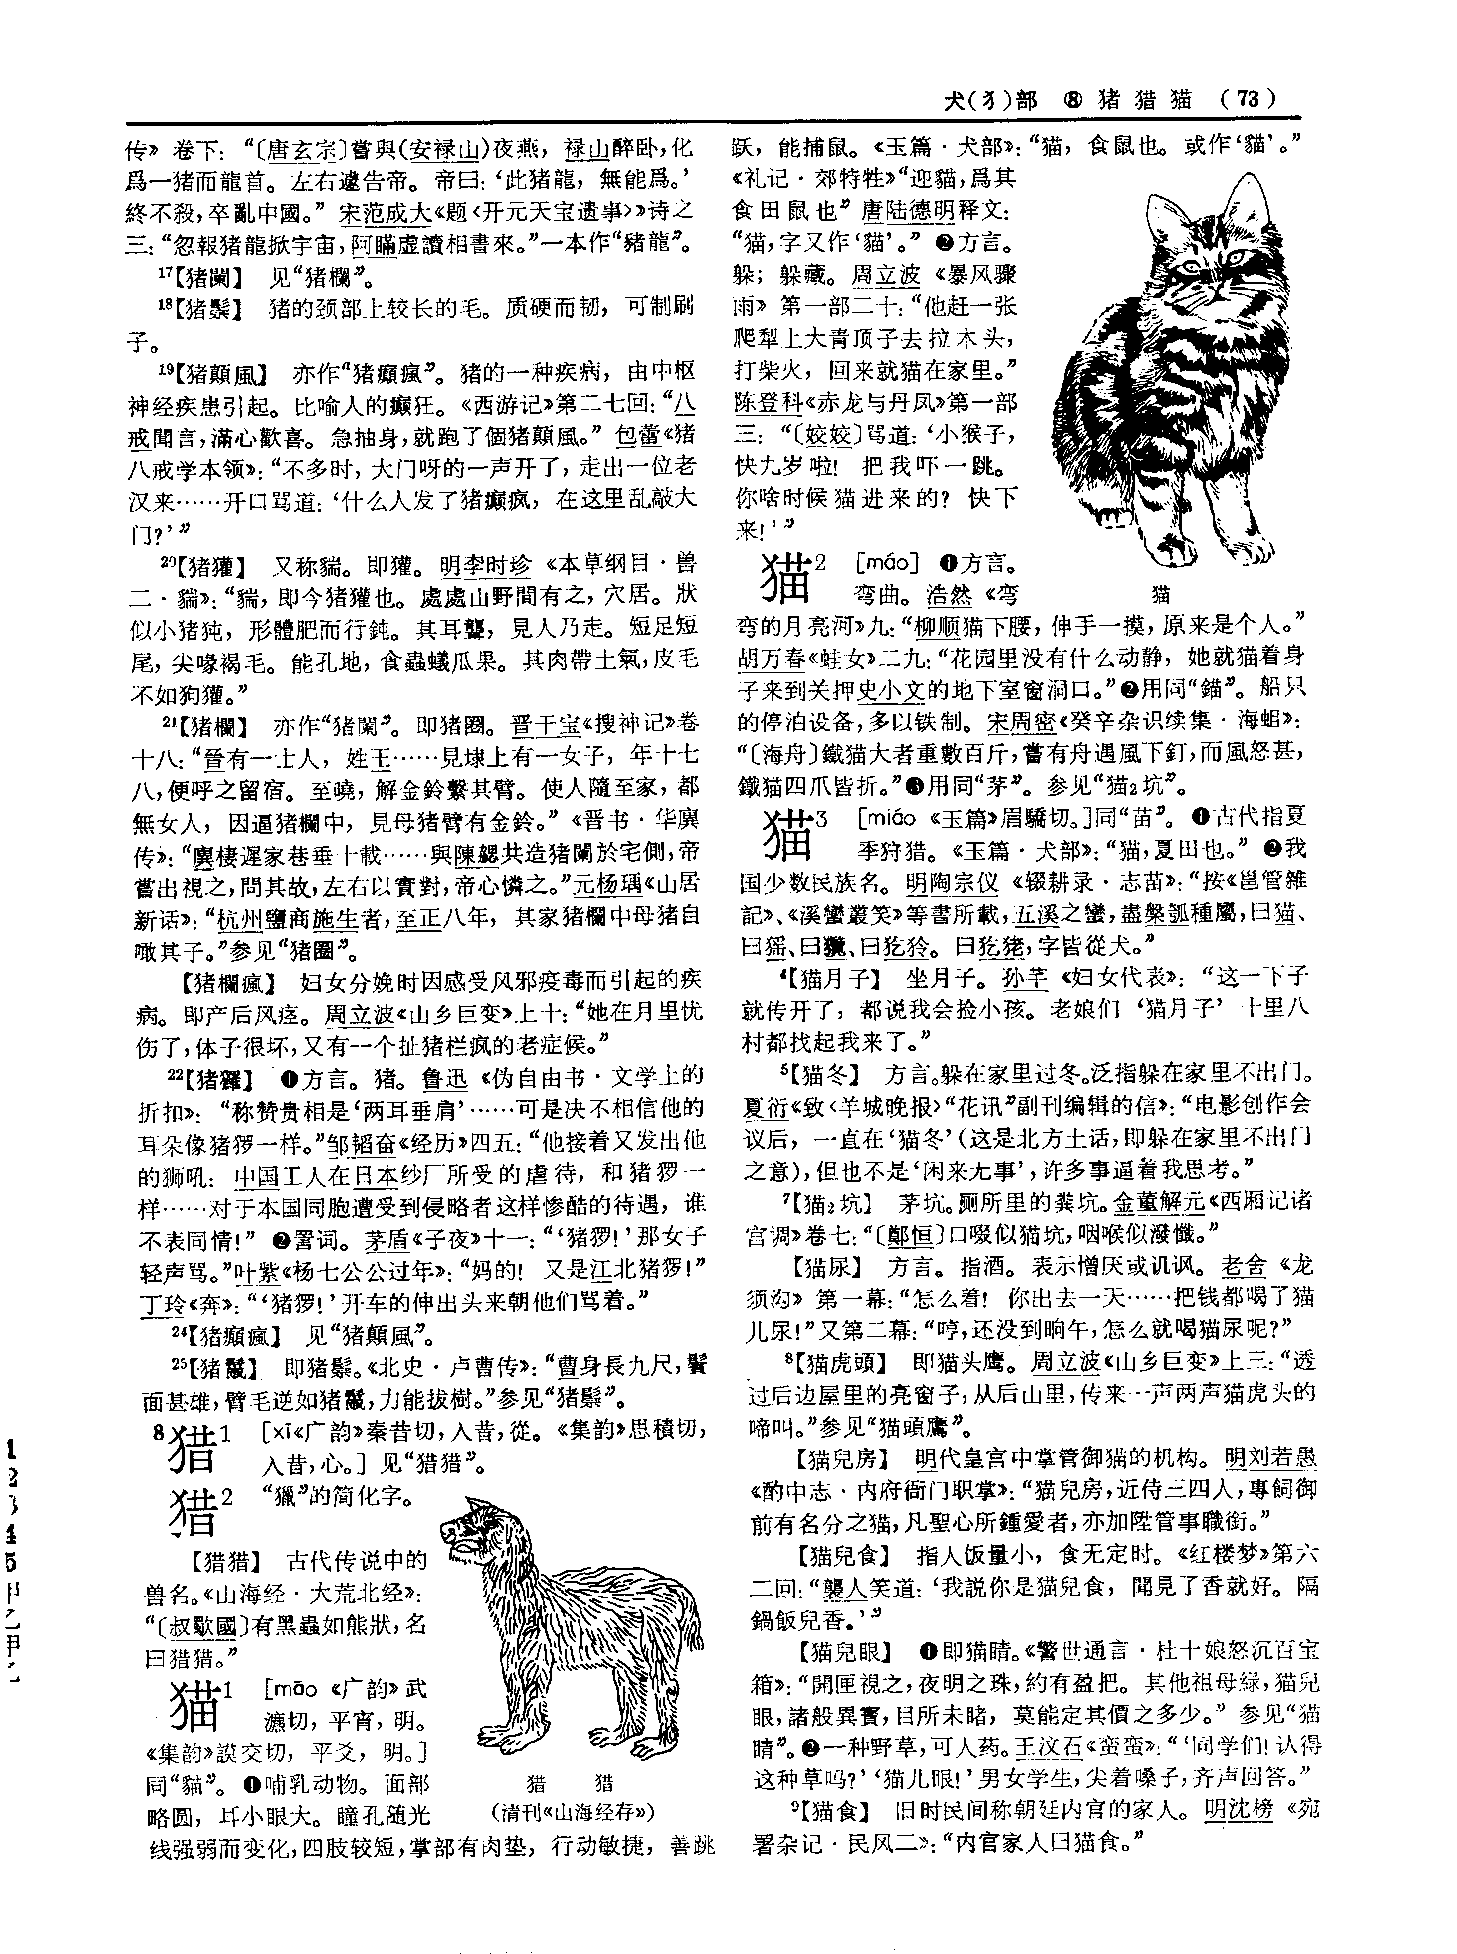 犬(犭)部 ⑧ 猪 猎 猫 (73)
传》卷下：“〔唐玄宗〕嘗與(安禄山)夜燕，禄山醉卧，化
爲一猪而龍首。左右遽告帝。帝曰：‘此猪龍，無能爲。’
終不殺，卒亂中國。”宋范成大《题〈开元天宝遗事〉》诗之
三：“忽報猪龍掀宇宙，阿瞞虚讀相書來。”一本作“豬龍”。
17【猪闌】 见“猪欄”。
18【猪鬃】 猪的颈部上较长的毛。质硬而韧，可制刷
子。
19【猪顛風】 亦作“猪癲瘋”。猪的一种疾病，由中枢
神经疾患引起。比喻人的癫狂。《西游记》第二七回：“八
戒聞言，滿心歡喜。急抽身，就跑了個猪顛風。”包蕾《猪
八戒学本领》：“不多时，大门呀的一声开了，走出一位老
汉来……开口骂道：‘什么人发了猪癫疯，在这里乱敲大
门？’”
20【猪獾】 又称貒。即獾。明李时珍《本草纲目·兽
二·貒》：“貒，即今猪獾也。處處山野間有之，穴居。狀
似小猪㹠，形體肥而行鈍。其耳聾，見人乃走。短足短
尾，尖喙褐毛。能孔地，食蟲蟻瓜果。其肉帶土氣，皮毛
不如狗獾。”
21【猪欄】 亦作“猪闌”。即猪圈。晋干宝《搜神记》卷
十八：“晉有一士人，姓王……見埭上有一女子，年十七
八，便呼之留宿。至曉，解金鈴繫其臂。使人隨至家，都
無女人，因逼猪欄中，見母猪臂有金鈴。”《晋书·华廙
传》：“廙棲遲家巷垂十載……與陳勰共造猪闌於宅側，帝
嘗出視之，問其故，左右以實對，帝心憐之。”元杨瑀《山居
新话》：“杭州鹽商施生者，至正八年，其家猪欄中母猪自
噉其子。”参见“猪圈”。
【猪欄瘋】 妇女分娩时因感受风邪疫毒而引起的疾
病。即产后风痉。周立波《山乡巨变》上十：“她在月里忧
伤了，体子很坏，又有一个扯猪栏疯的老症候。”
22【猪玀】 ❶方言。猪。鲁迅《伪自由书·文学上的
折扣》：“称赞贵相是‘两耳垂肩’……可是决不相信他的
耳朵像猪猡一样。”邹韬奋《经历》四五：“他接着又发出他
的狮吼：中国工人在日本纱厂所受的虐待，和猪猡一
样……对于本国同胞遭受到侵略者这样惨酷的待遇，谁
不表同情！”❷詈词。茅盾《子夜》十一：“‘猪猡！’那女子
轻声骂。”叶紫《杨七公公过年》：“妈的！又是江北猪猡！”
丁玲《奔》：“‘猪猡！’开车的伸出头来朝他们骂着。”
24【猪癲瘋】 见“猪顛風”。
25【猪鬣】 即猪鬃。《北史·卢曹传》：“曹身長九尺，鬢
面甚雄，臂毛逆如猪鬣，力能拔樹。”参见“猪鬃”。
8猎1 [xī《广韵》秦昔切，入昔，從。《集韵》思積切，
入昔，心。]见“猎猎”。
猎2 “獵”的简化字。
【猎猎】 古代传说中的
兽名。《山海经·大荒北经》：
“〔叔歜國〕有黑蟲如熊狀，名
曰猎猎。”
猫1 [māo《广韵》武
瀌切，平宵，明。
《集韵》謨交切，平爻，明。]
同“貓”。❶哺乳动物。面部
略圆，耳小眼大。瞳孔随光
线强弱而变化，四肢较短，掌部有肉垫，行动敏捷，善跳
猎 猎
(清刊《山海经存》)
跃，能捕鼠。《玉篇·犬部》：“猫，食鼠也。或作‘貓’。”
《礼记·郊特牲》“迎貓，爲其
食田鼠也”唐陆德明释文：
“猫，字又作‘貓’。”❷方言。
躲；躲藏。周立波《暴风骤
雨》第一部二十：“他赶一张
爬犁上大青顶子去拉木头，
打柴火，回来就猫在家里。”
陈登科《赤龙与丹凤》第一部
三：“〔姣姣〕骂道：‘小猴子，
快九岁啦！把我吓一跳。
你啥时候猫进来的？快下
来！’”
猫
猫2 [máo] ❶方言。
弯曲。浩然《弯
弯的月亮河》九：“柳顺猫下腰，伸手一摸，原来是个人。”
胡万春《蛙女》二九：“花园里没有什么动静，她就猫着身
子来到关押史小文的地下室窗洞口。”❷用同“錨”。船只
的停泊设备，多以铁制。宋周密《癸辛杂识续集·海蛆》：
“〔海舟〕鐵猫大者重數百斤，嘗有舟遇風下釘，而風怒甚，
鐵猫四爪皆折。”❸用同“茅”。参见“猫2坑”。
猫3 [miáo《玉篇》眉驕切。]同“苗”。❶古代指夏
季狩猎。《玉篇·犬部》：“猫，夏田也。”❷我
国少数民族名。明陶宗仪《辍耕录·志苗》：“按《邕管雜
記》、《溪蠻叢笑》等書所載，五溪之蠻，盡槃瓠種屬，曰猫、
曰猺、曰獠、曰犵狑。曰犵狫，字皆從犬。”
4【猫月子】 坐月子。孙芋《妇女代表》：“这一下子
就传开了，都说我会捡小孩。老娘们‘猫月子’十里八
村都找起我来了。”
5【猫冬】 方言。躲在家里过冬。泛指躲在家里不出门。
夏衍《致〈羊城晚报〉“花讯”副刊编辑的信》：“电影创作会
议后，一直在‘猫冬’（这是北方土话，即躲在家里不出门
之意），但也不是‘闲来无事’，许多事逼着我思考。”
7【猫2坑】 茅坑。厕所里的粪坑。金董解元《西厢记诸
宫调》卷七：“〔鄭恒〕口啜似猫坑，咽喉似潑懺。”
【猫尿】 方言。指酒。表示憎厌或讥讽。老舍《龙
须沟》第一幕：“怎么着！你出去一天……把钱都喝了猫
儿尿！”又第二幕：“哼，还没到晌午，怎么就喝猫尿呢？”
8【猫虎頭】 即猫头鹰。周立波《山乡巨变》上三：“透
过后边屋里的亮窗子，从后山里，传来一声两声猫虎头的
啼叫。”参见“猫頭鷹”。
【猫兒房】 明代皇宫中掌管御猫的机构。明刘若愚
《酌中志·内府衙门职掌》：“猫兒房，近侍三四人，專飼御
前有名分之猫，凡聖心所鍾愛者，亦加陞管事職銜。”
【猫兒食】 指人饭量小，食无定时。《红楼梦》第六
二回：“襲人笑道：‘我説你是猫兒食，聞見了香就好。隔
鍋飯兒香。’”
【猫兒眼】 ❶即猫睛。《警世通言·杜十娘怒沉百宝
箱》：“開匣視之，夜明之珠，約有盈把。其他祖母緑，猫兒
眼，諸般異寶，目所未睹，莫能定其價之多少。”参见“猫
睛”。❷一种野草，可入药。王汶石《蛮蛮》：“‘同学们！认得
这种草吗？’‘猫儿眼！’男女学生，尖着嗓子，齐声回答。”
9【猫食】 旧时民间称朝廷内官的家人。明沈榜《宛
署杂记·民风二》：“内官家人曰猫食。”